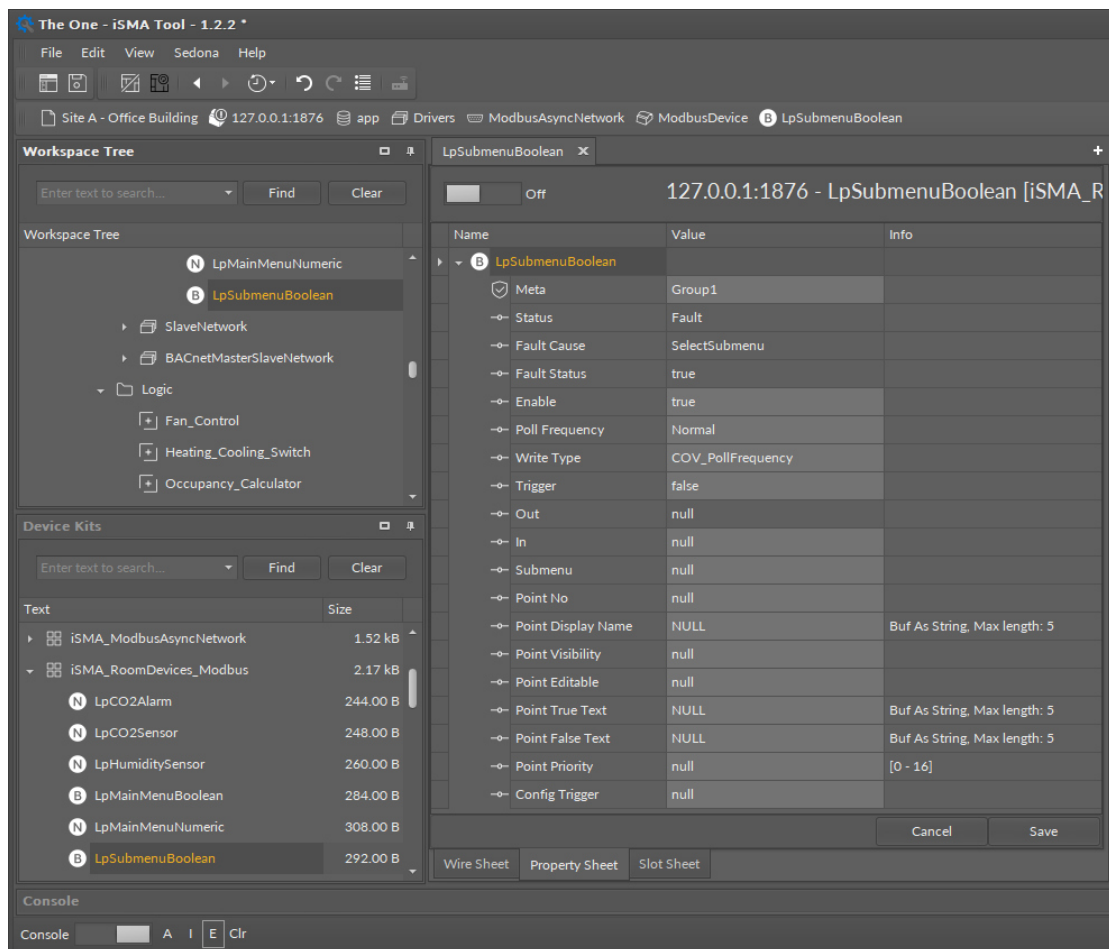 The One - iSMA Tool - 1.2.2 *
File Edit View Sedona Help
Site A - Office Building 127.0.0.1:1876 app Drivers ModbusAsyncNetwork ModbusDevice B LpSubmenuBoolean
Workspace Tree
Enter text to search... Find Clear
Workspace Tree
N LpMainMenuNumeric
B LpSubmenuBoolean
SlaveNetwork
BACnetMasterSlaveNetwork
Logic
Fan_Control
Heating_Cooling_Switch
Occupancy_Calculator
Device Kits
Enter text to search... Find Clear
Text Size
iSMA_ModbusAsyncNetwork 1.52 kB
iSMA_RoomDevices_Modbus 2.17 kB
N LpCO2Alarm 244.00 B
N LpCO2Sensor 248.00 B
N LpHumiditySensor 260.00 B
B LpMainMenuBoolean 284.00 B
N LpMainMenuNumeric 308.00 B
B LpSubmenuBoolean 292.00 B
LpSubmenuBoolean X +
Off 127.0.0.1:1876 - LpSubmenuBoolean [iSMA_R
Name Value Info
B LpSubmenuBoolean
Meta Group1
Status Fault
Fault Cause SelectSubmenu
Fault Status true
Enable true
Poll Frequency Normal
Write Type COV_PollFrequency
Trigger false
Out null
In null
Submenu null
Point No null
Point Display Name NULL Buf As String, Max length: 5
Point Visibility null
Point Editable null
Point True Text NULL Buf As String, Max length: 5
Point False Text NULL Buf As String, Max length: 5
Point Priority null [0 - 16]
Config Trigger null
Cancel Save
Wire Sheet Property Sheet Slot Sheet
Console
Console A I E Clr